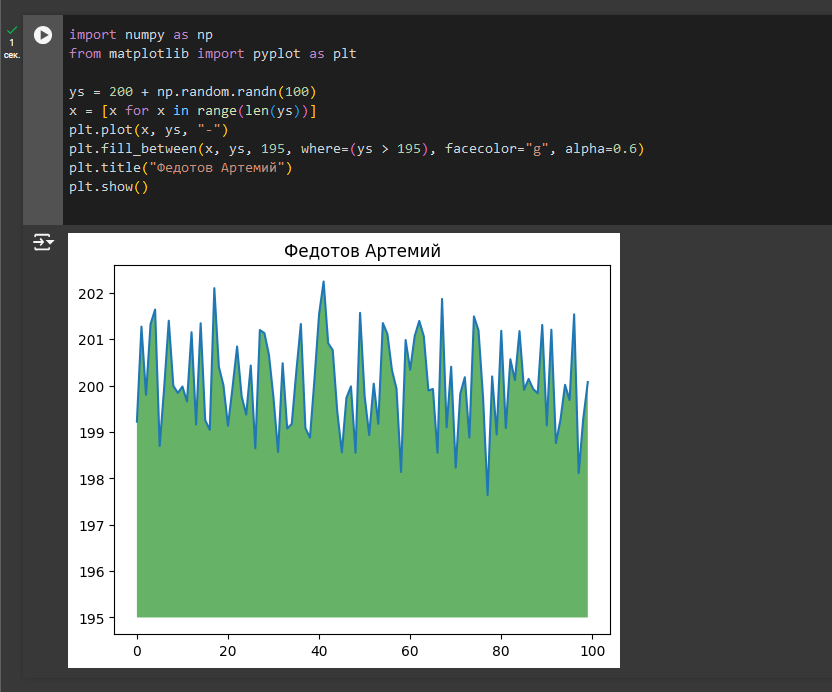 1
сек.
import numpy as np
from matplotlib import pyplot as plt
ys = 200 + np.random.randn(100)
x = [x for x in range(len(ys))]
plt.plot(x, ys, "-")
plt.fill_between(x, ys, 195, where=(ys > 195), facecolor="g", alpha=0.6)
plt.title("Федотов Артемий")
plt.show()
Федотов Артемий
202
201
200
199
198
197
196
195
0 20 40 60 80 100